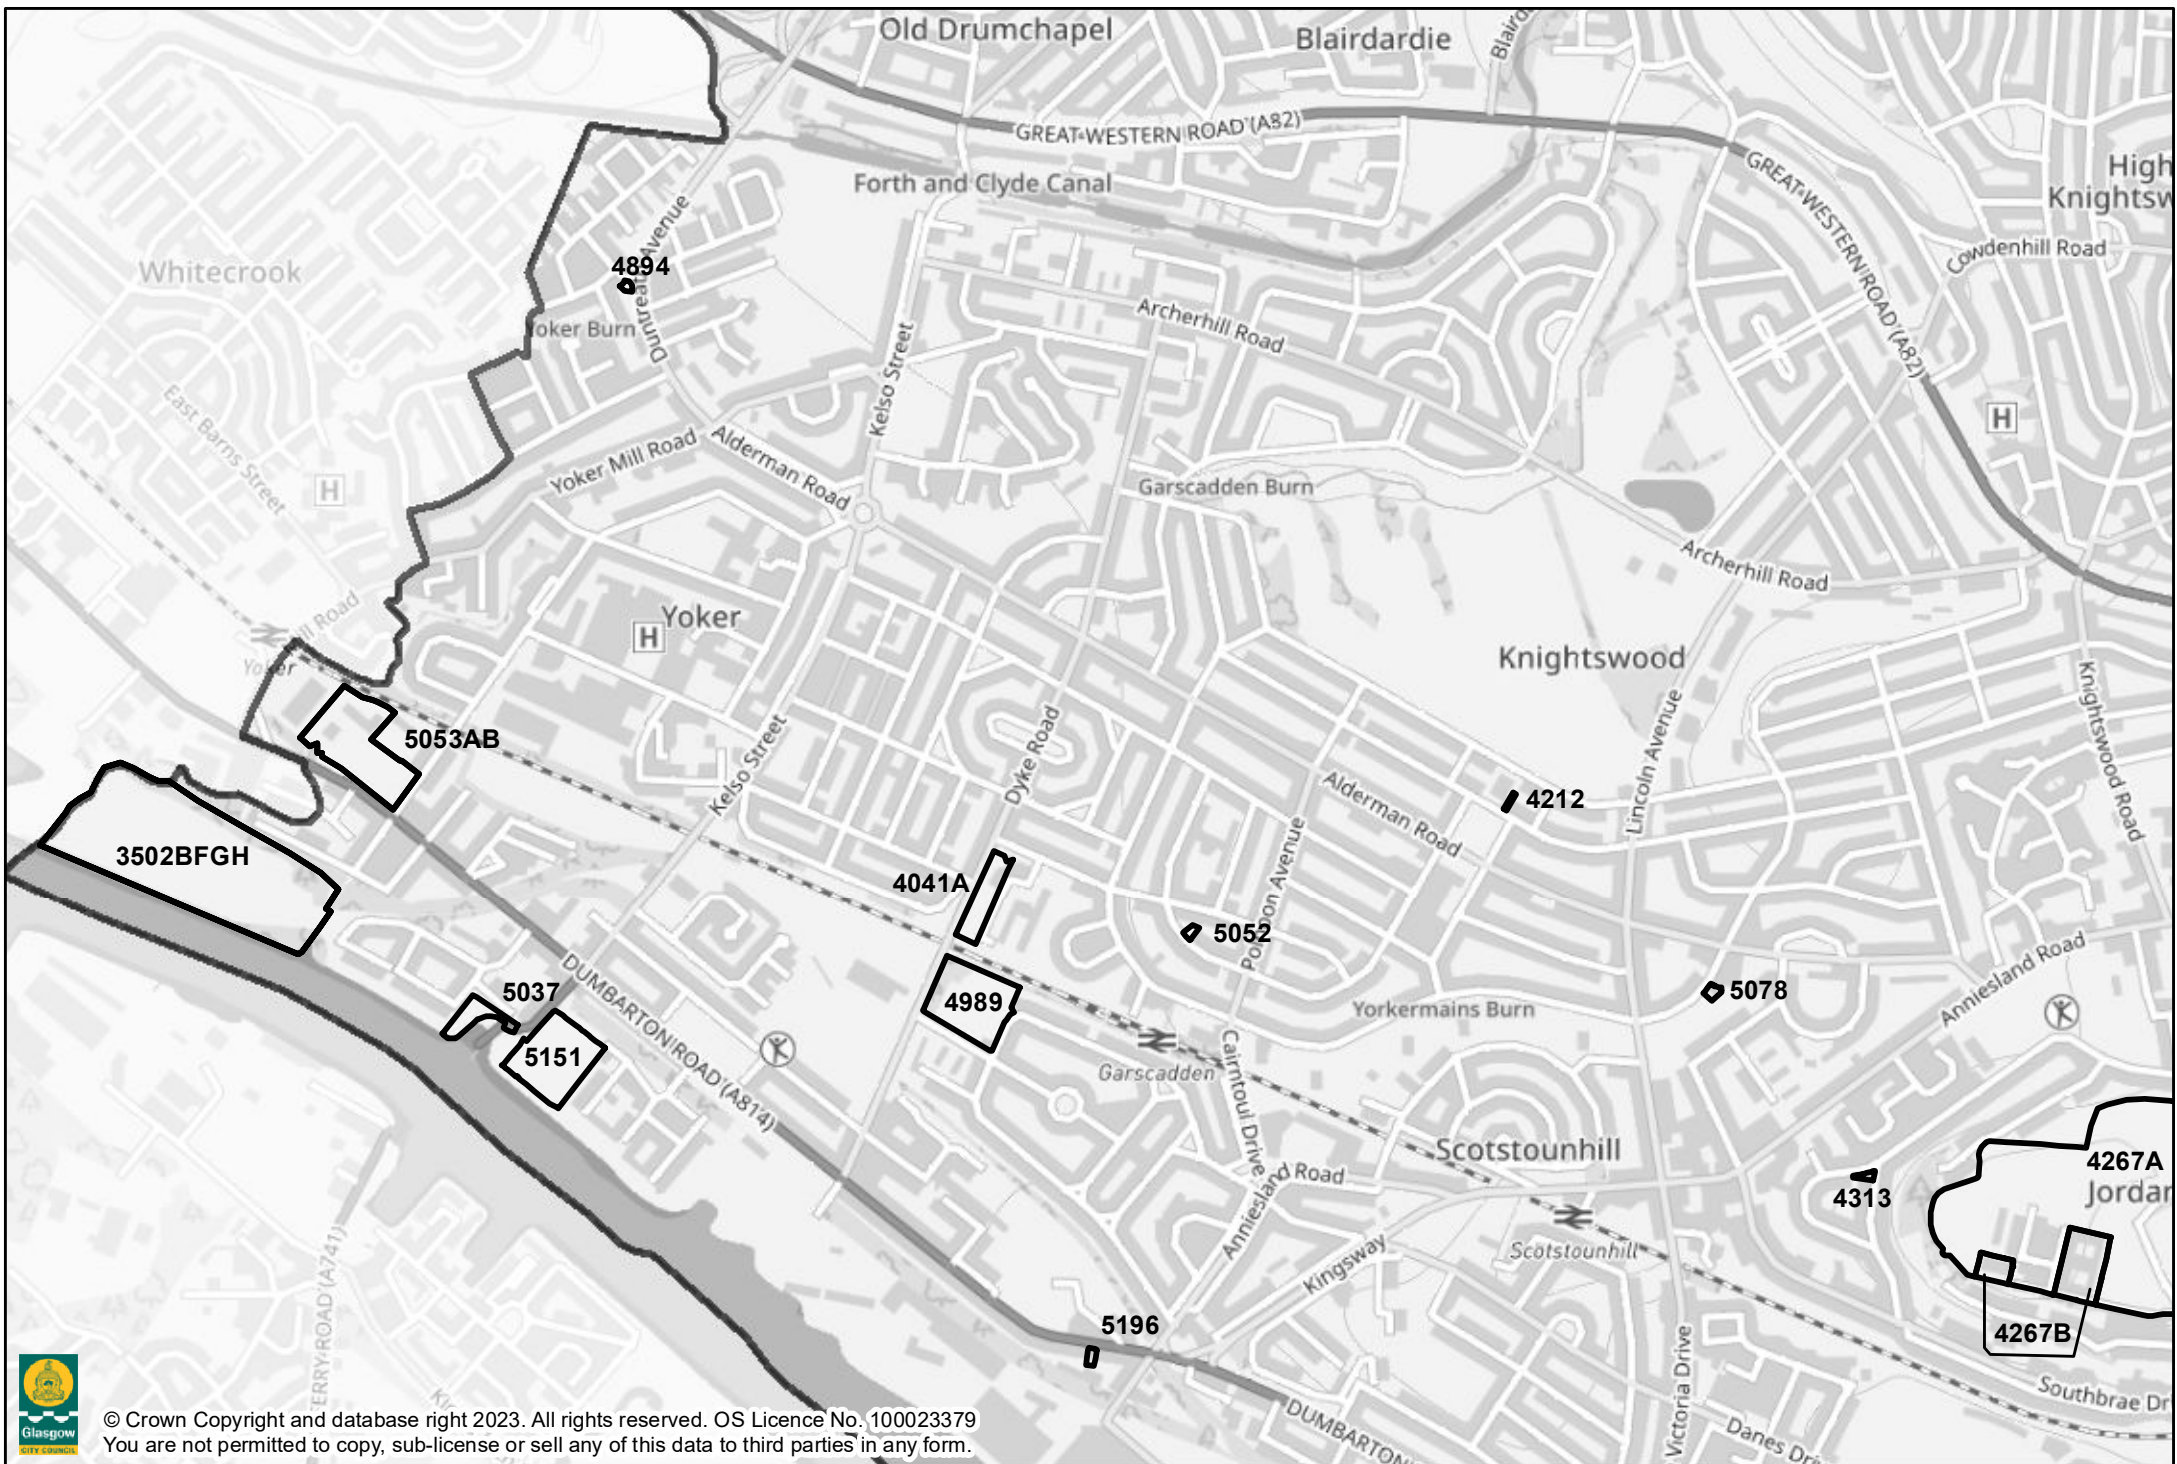 Old Drumchapel
Blairdardie
GREAT WESTERN ROAD (A82)
Forth and Clyde Canal
High
Knightsw
GREAT WESTERN ROAD (A82)
Cowdenhill Road
Whitecrook
4894
Avenue
Yoker Burn
Archerhill Road
Kelso Street
East Barns Street
H
H
Yoker Mill Road
Alderman Road
Garscadden Burn
Archerhill Road
Yoker
H
Knightswood
Road
Yoker
Knightswood Road
5053AB
Kelso Street
Dyke Road
Lincoln Avenue
Alderman Road
4212
3502BFGH
4041A
5052
Avenue
Anniesland Road
5037
DUMBARTON ROAD (A814)
4989
5078
Yorkermains Burn
5151
Garscadden
Cairntoul Drive
Anniesland Road
Scotstounhill
4267A
Jordan
4313
Scotstounhill
Kingsway
FERRY ROAD (A741)
5196
4267B
Victoria Drive
Southbrae Dr
DUMBARTON
Danes Dri
Glasgow
CITY COUNCIL
© Crown Copyright and database right 2023. All rights reserved. OS Licence No. 100023379
You are not permitted to copy, sub-license or sell any of this data to third parties in any form.